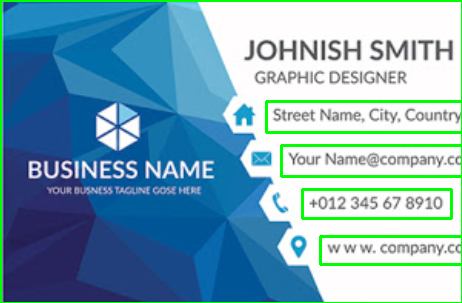 JOHNISH SMITH
GRAPHIC DESIGNER
Street Name, City, Country
Your Name@company.co
+012 345 67 8910
w w w. company.co
BUSINESS NAME
YOUR BUSNESS TAGLINE GOSE HERE